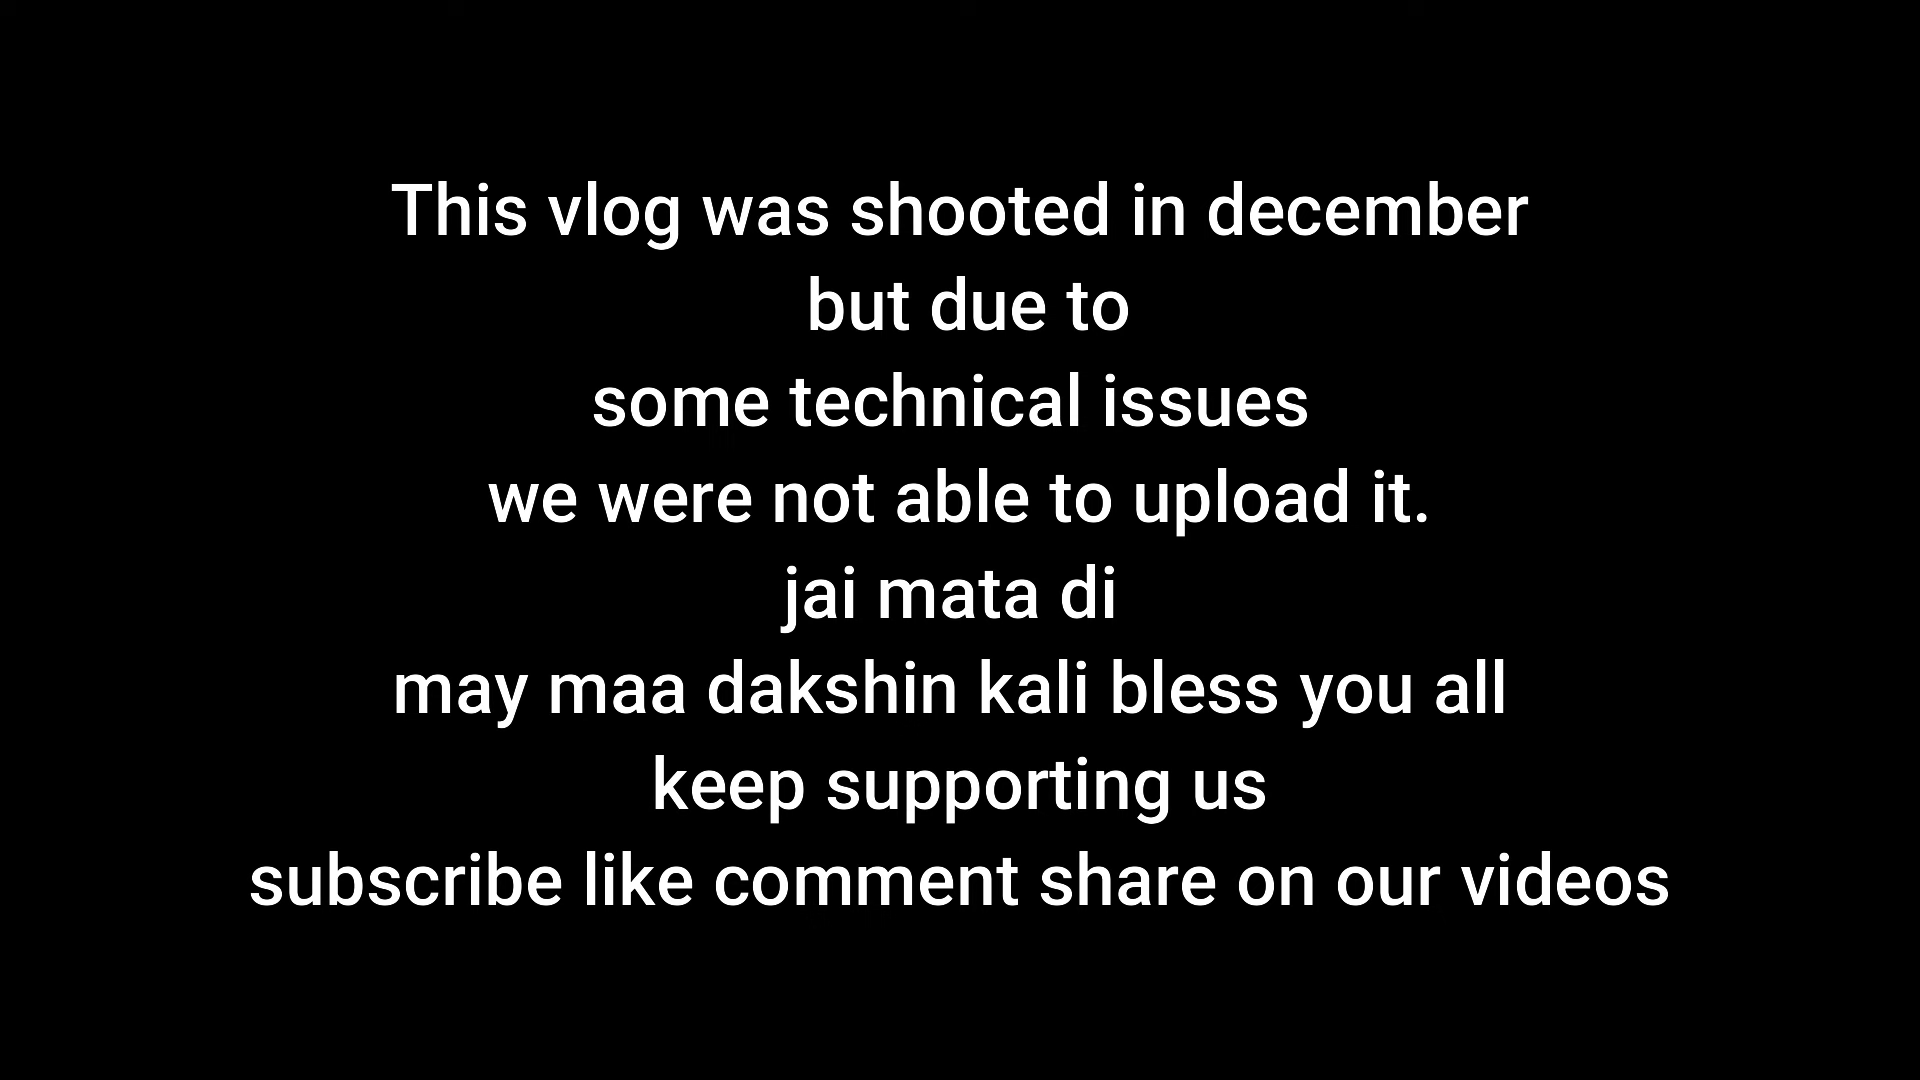 This vlog was shooted in december
but due to
some technical issues
we were not able to upload it.
jai mata di
may maa dakshin kali bless you all
keep supporting us
subscribe like comment share on our videos